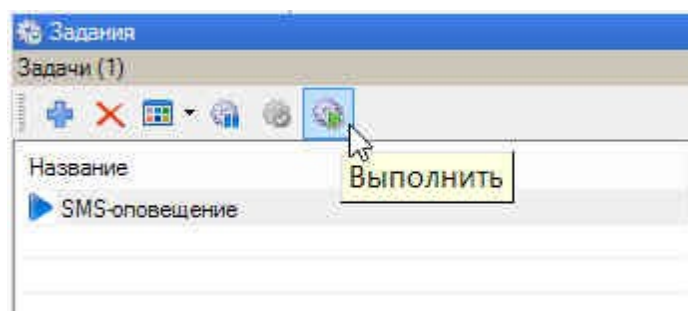 Задания
Задачи (1)
Название
Выполнить
SMS-оповещение